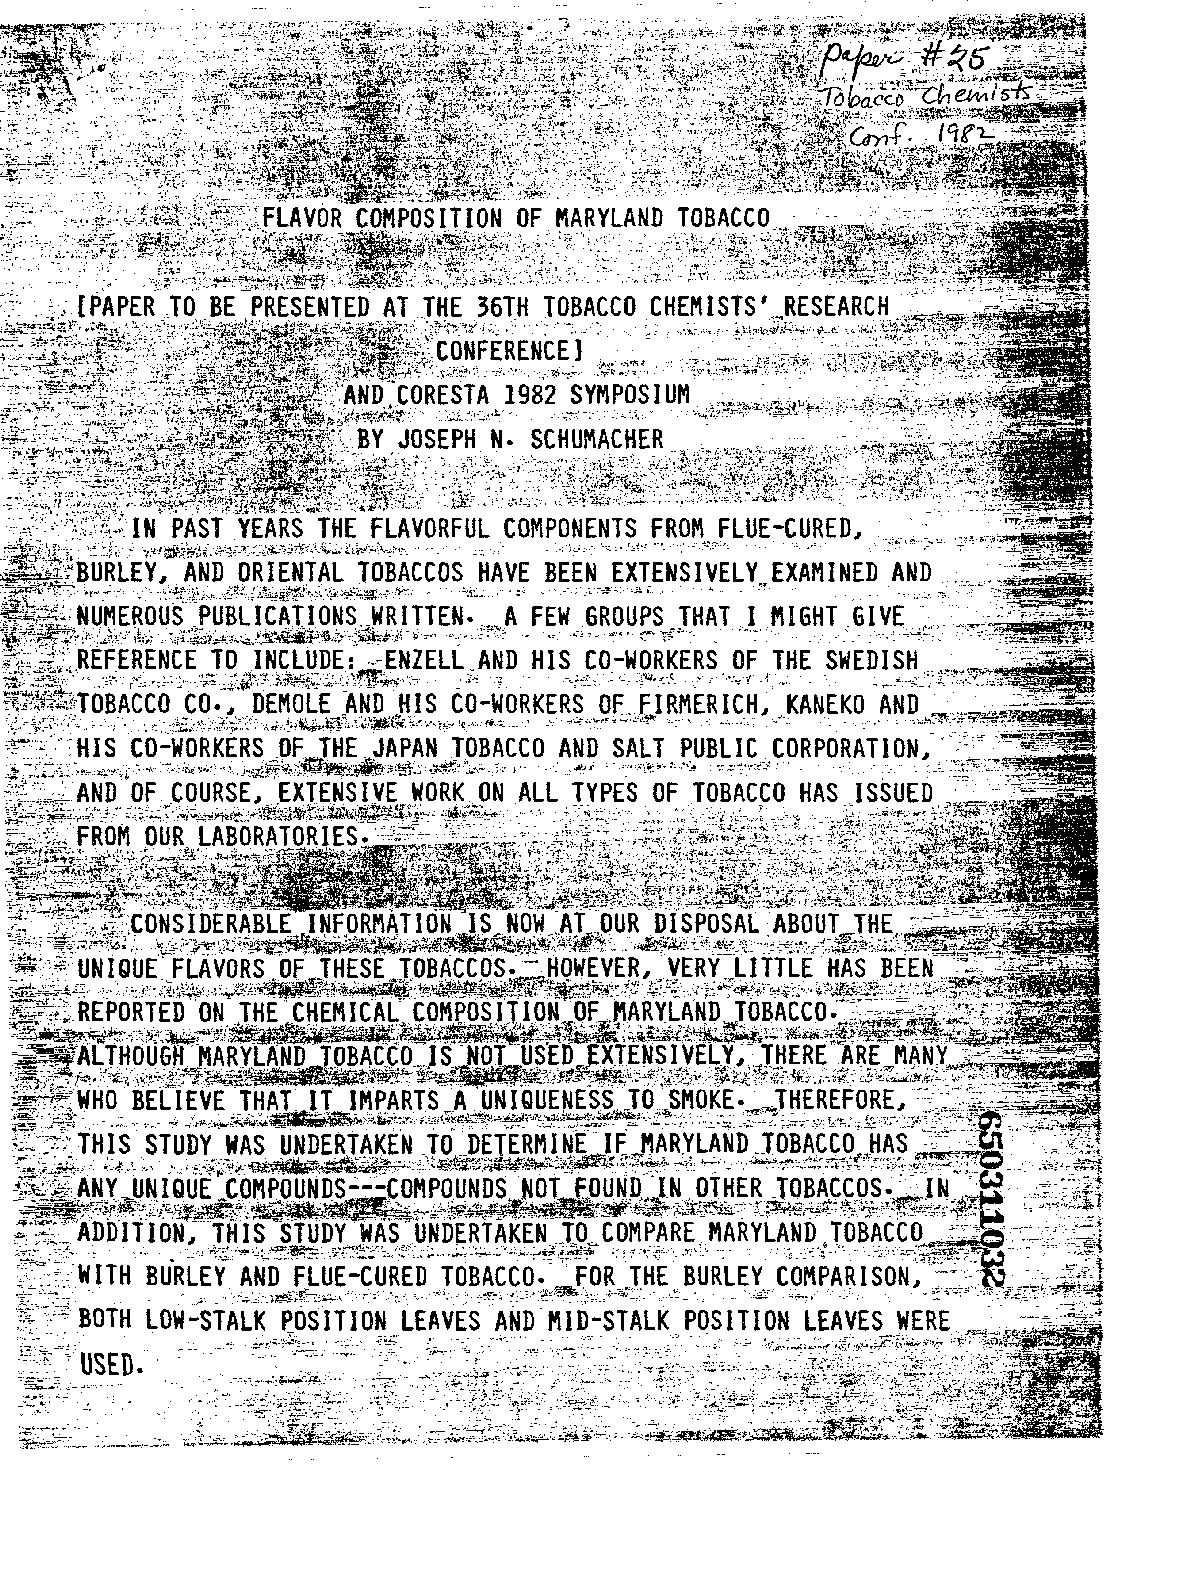 Paper #25
Tobacco Chemists
Conf. 1982
FLAVOR COMPOSITION OF MARYLAND TOBACCO
[PAPER TO BE PRESENTED AT THE 36TH TOBACCO CHEMISTS' RESEARCH
CONFERENCE]
AND CORESTA 1982 SYMPOSIUM
BY JOSEPH N. SCHUMACHER
IN PAST YEARS THE FLAVORFUL COMPONENTS FROM FLUE-CURED,
BURLEY, AND ORIENTAL TOBACCOS HAVE BEEN EXTENSIVELY EXAMINED AND
NUMEROUS PUBLICATIONS WRITTEN. A FEW GROUPS THAT I MIGHT GIVE
REFERENCE TO INCLUDE: ENZELL AND HIS CO-WORKERS OF THE SWEDISH
TOBACCO CO., DEMOLE AND HIS CO-WORKERS OF FIRMERICH, KANEKO AND
HIS CO-WORKERS OF THE JAPAN TOBACCO AND SALT PUBLIC CORPORATION,
AND OF COURSE, EXTENSIVE WORK ON ALL TYPES OF TOBACCO HAS ISSUED
FROM OUR LABORATORIES.
CONSIDERABLE INFORMATION IS NOW AT OUR DISPOSAL ABOUT THE
UNIQUE FLAVORS OF THESE TOBACCOS. HOWEVER, VERY LITTLE HAS BEEN
REPORTED ON THE CHEMICAL COMPOSITION OF MARYLAND TOBACCO.
ALTHOUGH MARYLAND TOBACCO IS NOT USED EXTENSIVELY, THERE ARE MANY
WHO BELIEVE THAT IT IMPARTS A UNIQUENESS TO SMOKE. THEREFORE,
THIS STUDY WAS UNDERTAKEN TO DETERMINE IF MARYLAND TOBACCO HAS
ANY UNIQUE COMPOUNDS---COMPOUNDS NOT FOUND IN OTHER TOBACCOS. IN
ADDITION, THIS STUDY WAS UNDERTAKEN TO COMPARE MARYLAND TOBACCO
WITH BURLEY AND FLUE-CURED TOBACCO. FOR THE BURLEY COMPARISON,
BOTH LOW-STALK POSITION LEAVES AND MID-STALK POSITION LEAVES WERE
USED.
650311032